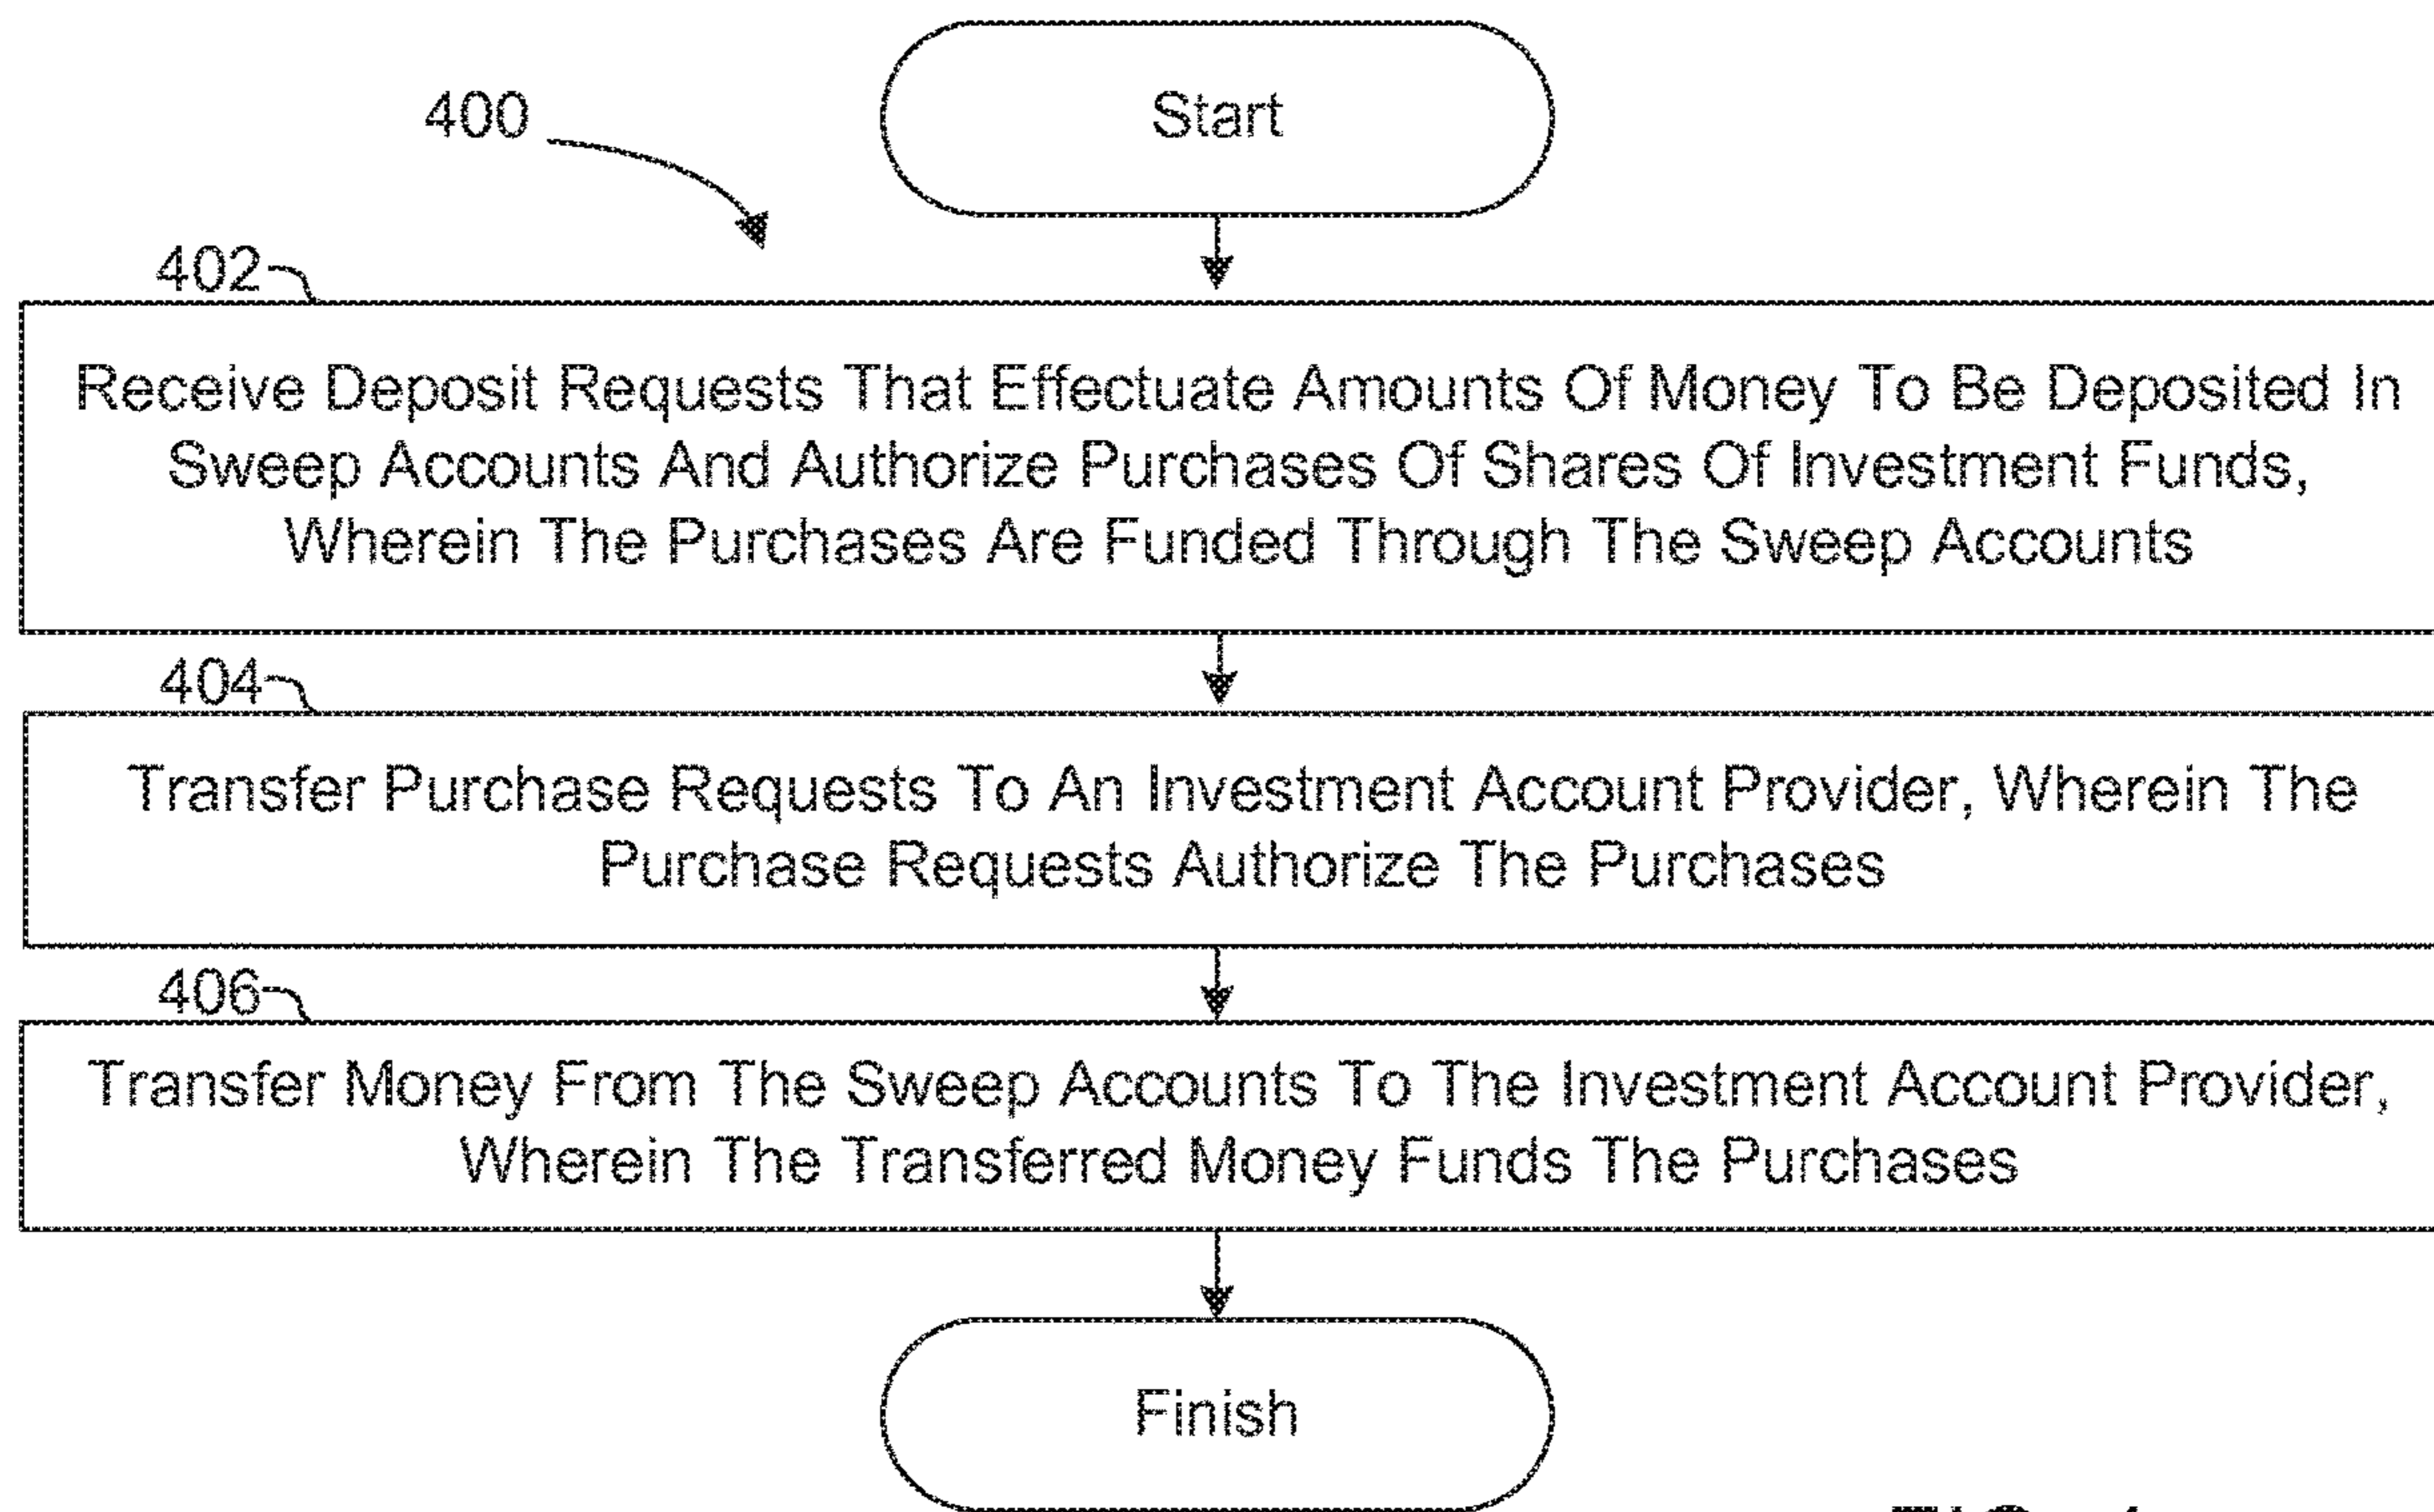 Start
400
402
Receive Deposit Requests That Effectuate Amounts Of Money To Be Deposited In
Sweep Accounts And Authorize Purchases Of Shares Of Investment Funds,
Wherein The Purchases Are Funded Through The Sweep Accounts
404
Transfer Purchase Requests To An Investment Account Provider, Wherein The
Purchase Requests Authorize The Purchases
406
Transfer Money From The Sweep Accounts To The Investment Account Provider,
Wherein The Transferred Money Funds The Purchases
Finish